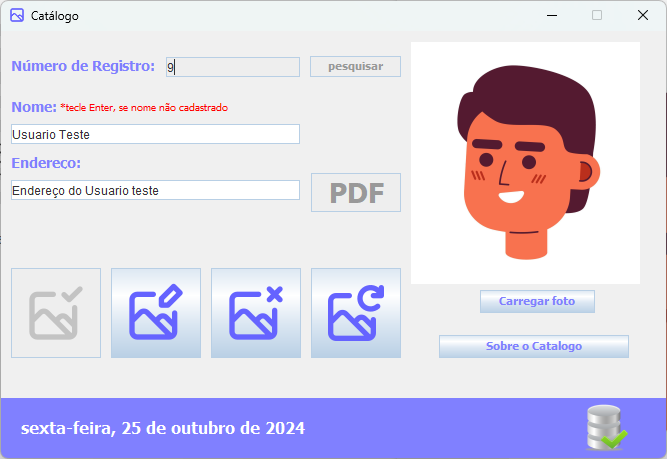 Catálogo
Número de Registro: 9 pesquisar
Nome: *tecle Enter, se nome não cadastrado
Usuario Teste
Endereço:
Endereço do Usuario teste
PDF
Carregar foto
Sobre o Catalogo
sexta-feira, 25 de outubro de 2024